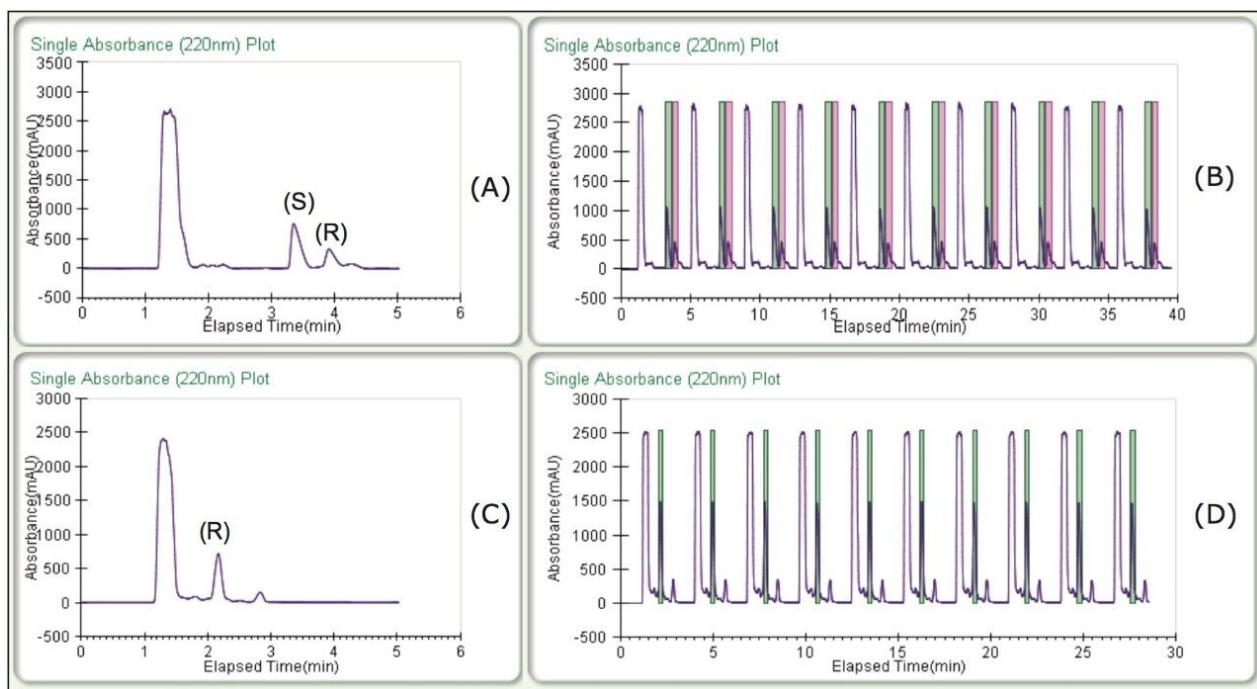 Single Absorbance (220nm) Plot
Absorbance(mAU)
3500
3000
2500
2000
1500
1000
500
0
-500
0 1 2 3 4 5 6
Elapsed Time(min)
(S)
(R)
(A)
Single Absorbance (220nm) Plot
Absorbance(mAU)
3500
3000
2500
2000
1500
1000
500
0
-500
0 5 10 15 20 25 30 35 40
Elapsed Time(min)
(B)
Single Absorbance (220nm) Plot
Absorbance(mAU)
3000
2500
2000
1500
1000
500
0
-500
0 1 2 3 4 5 6
Elapsed Time(min)
(R)
(C)
Single Absorbance (220nm) Plot
Absorbance(mAU)
3000
2500
2000
1500
1000
500
0
-500
0 5 10 15 20 25 30
Elapsed Time(min)
(D)